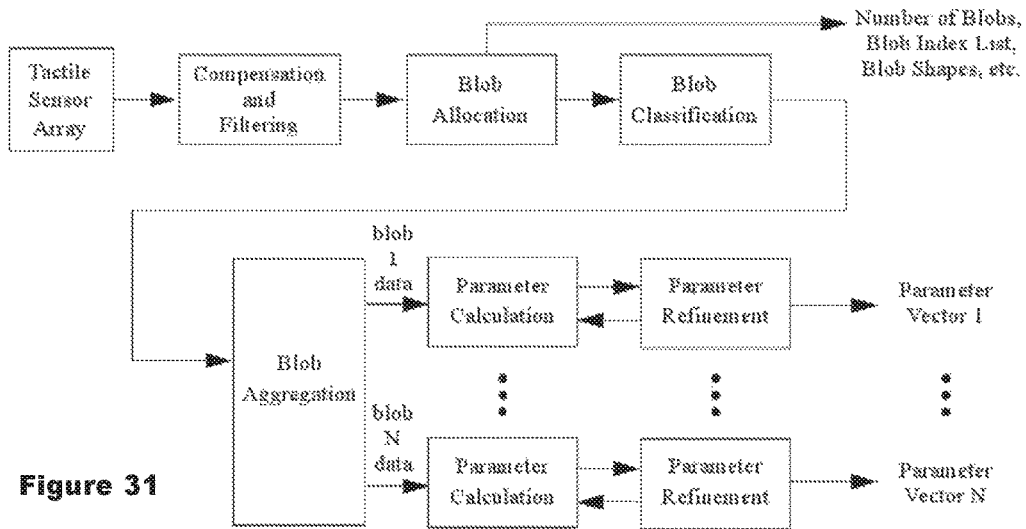 Number of Blobs,
Blob Index List,
Blob Shapes, etc.
Tactile
Sensor
Array
Compensation
and
Filtering
Blob
Allocation
Blob
Classification
blob
1
data
Parameter
Calculation
Parameter
Refinement
Parameter
Vector 1
Blob
Aggregation
blob
N
data
Parameter
Calculation
Parameter
Refinement
Parameter
Vector N
Figure 31